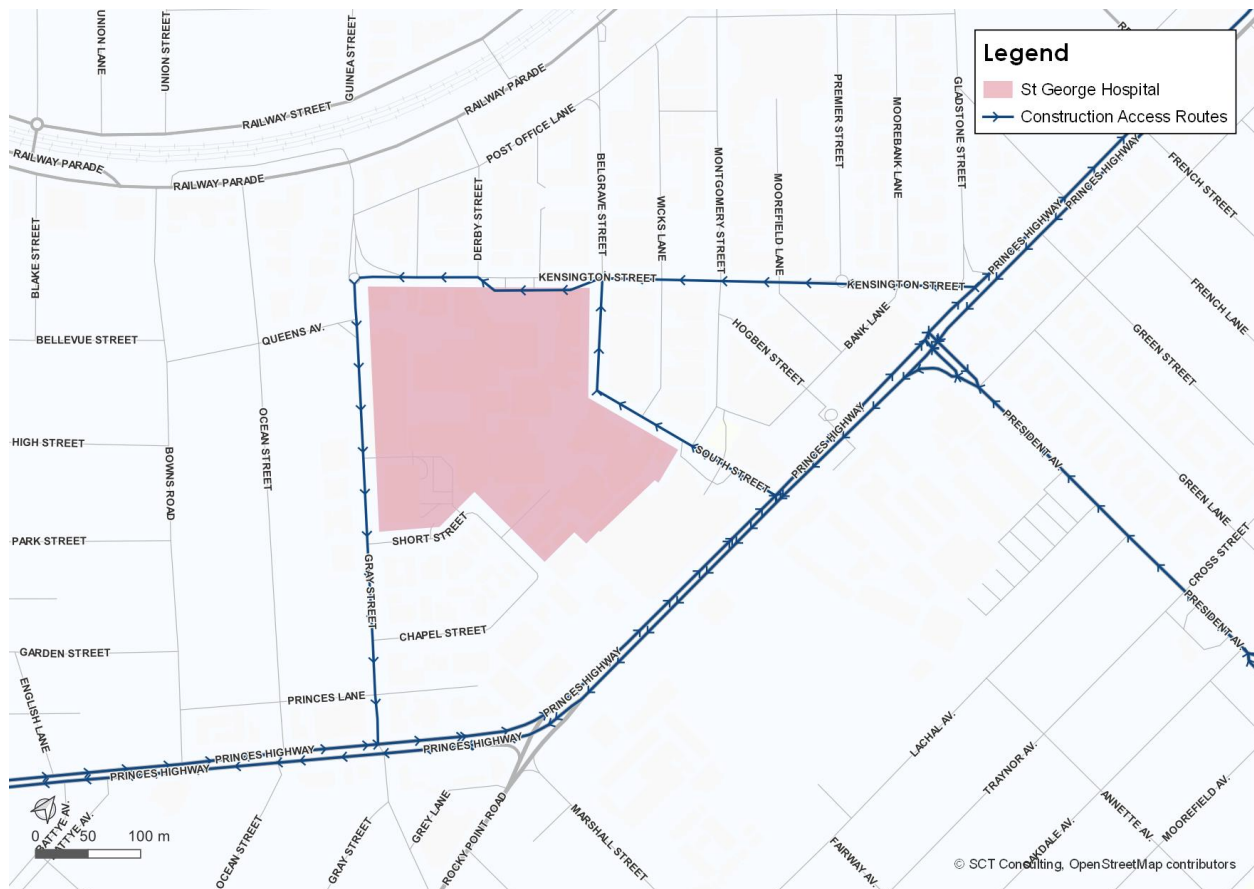 UNION LANE
UNION STREET
GUINEA STREET
RAILWAY STREET
RAILWAY PARADE
RAILWAY PARADE
RAILWAY PARADE
POST OFFICE LANE
BLAKE STREET
DERBY STREET
BELGRAVE STREET
WICKS LANE
MONTGOMERY STREET
MOOREFIELD LANE
PREMIER STREET
MOOREBANK LANE
GLADSTONE STREET
Legend
St George Hospital
Construction Access Routes
PRINCES HIGHWAY
PRINCES HIGHWAY
FRENCH STREET
FRENCH LANE
KENSINGTON STREET
KENSINGTON STREET
BELLEVUE STREET
QUEENS AV.
HOGBEN STREET
BANK LANE
GREEN STREET
HIGH STREET
BOWNS ROAD
OCEAN STREET
SOUTH STREET
PRINCES HIGHWAY
PRESIDENT AV.
GREEN LANE
CROSS STREET
PARK STREET
SHORT STREET
GRAY STREET
CHAPEL STREET
PRESIDENT AV.
GARDEN STREET
ENGLISH LANE
PRINCES LANE
PRINCES HIGHWAY
PRINCES HIGHWAY
PRINCES HIGHWAY
PRINCES HIGHWAY
PRINCES HIGHWAY
LACHAL AV.
TRAYNOR AV.
ANNETTE AV.
MOOREFIELD AV.
OAKDALE AV.
FAIRWAY AV.
OCEAN STREET
GRAY STREET
GREY LANE
ROCKY POINT ROAD
MARSHALL STREET
0 50 100 m
© SCT Consulting, OpenStreetMap contributors